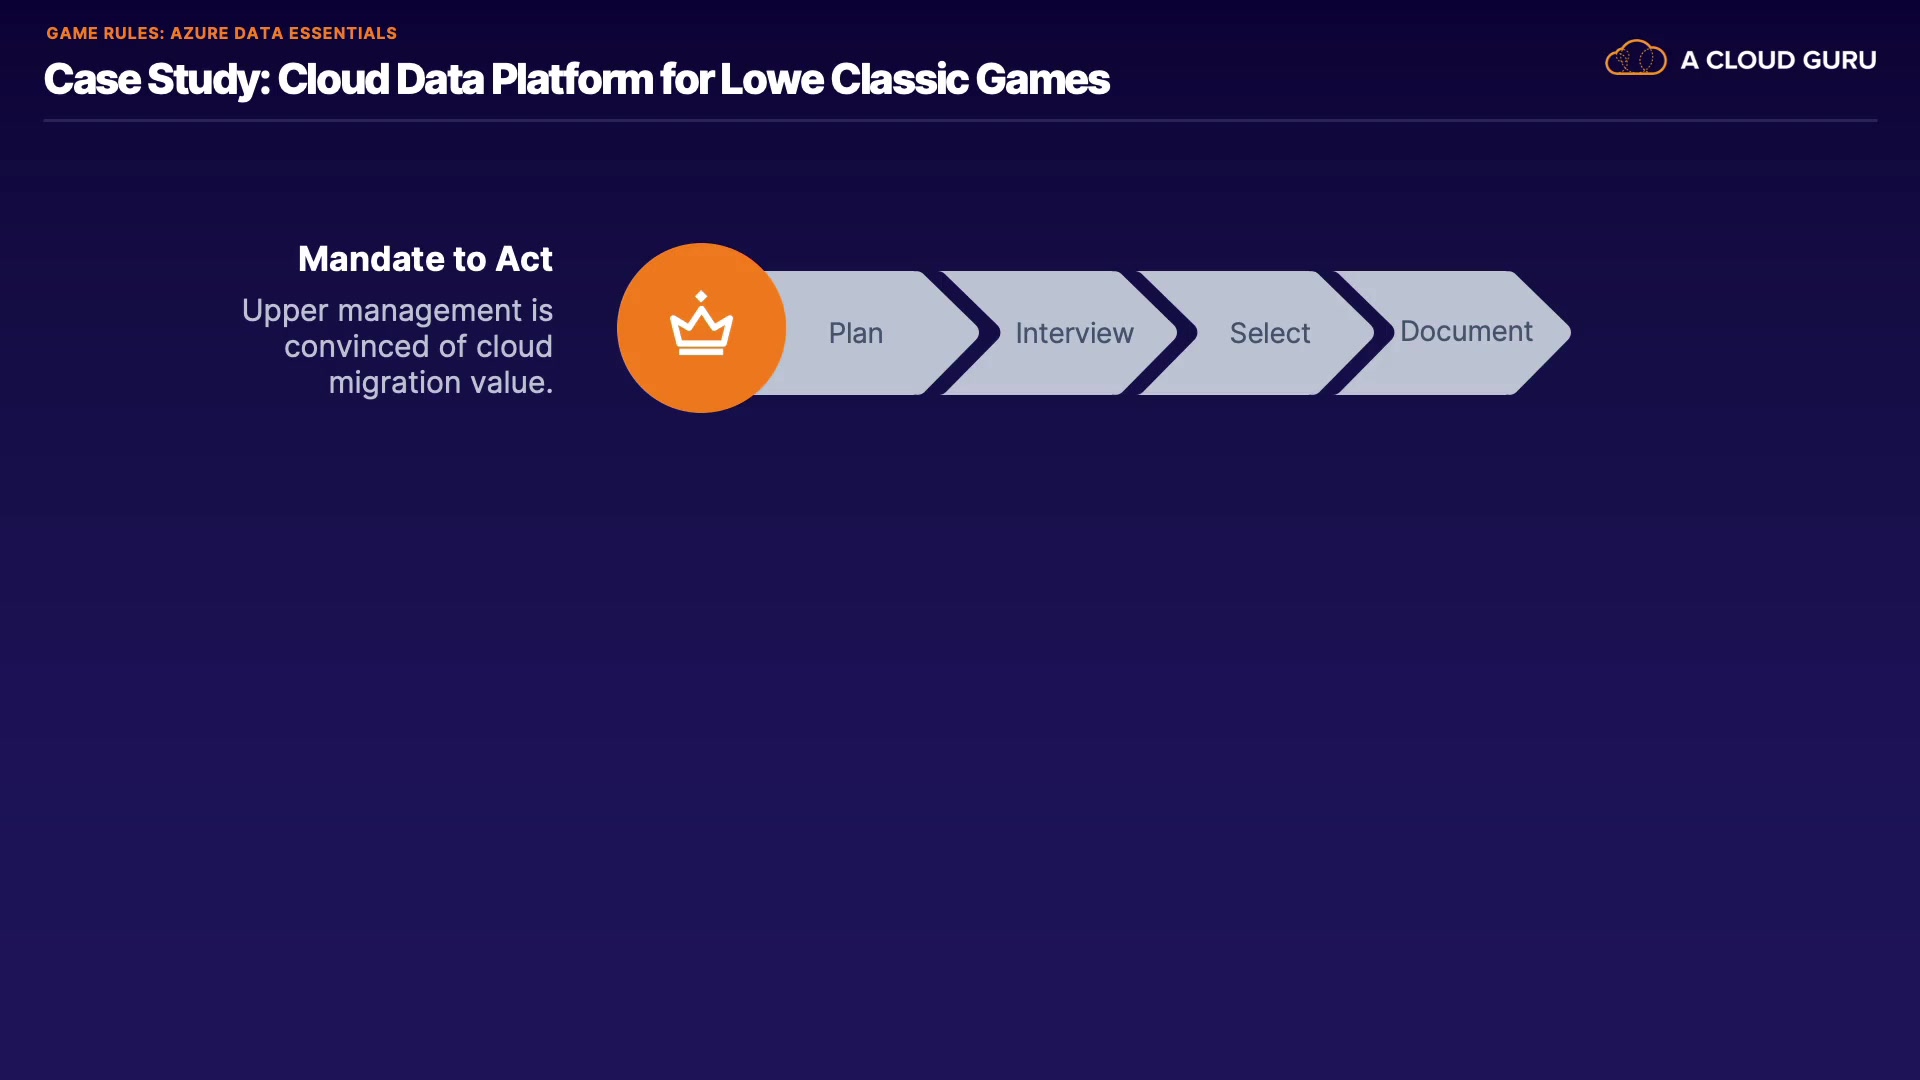 GAME RULES: AZURE DATA ESSENTIALS
Case Study: Cloud Data Platform for Lowe Classic Games
A CLOUD GURU
Mandate to Act
Upper management is
convinced of cloud
migration value.
Plan
Interview
Select
Document